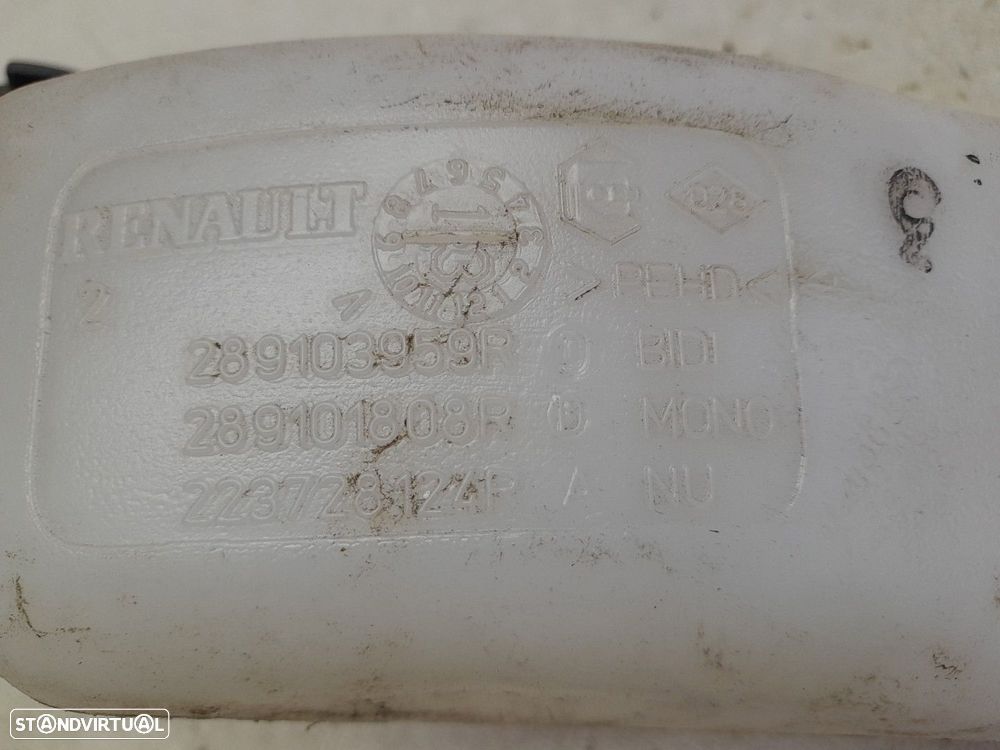 RENAULT
2
> PEHD <
289103959R BIDI
289101808R MONO
223728124R A NU
STANDVIRTUAL